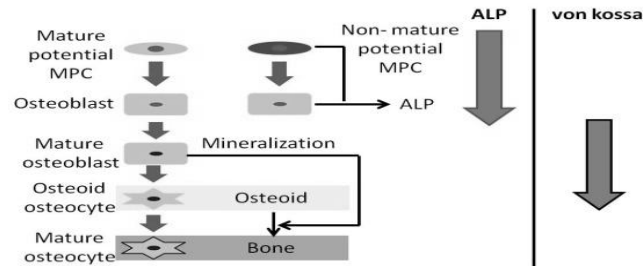 ALP
von kossa
Mature
potential
MPC
Non- mature
potential
MPC
Osteoblast
ALP
Mature
osteoblast
Mineralization
Osteoid
osteocyte
Osteoid
Mature
osteocyte
Bone